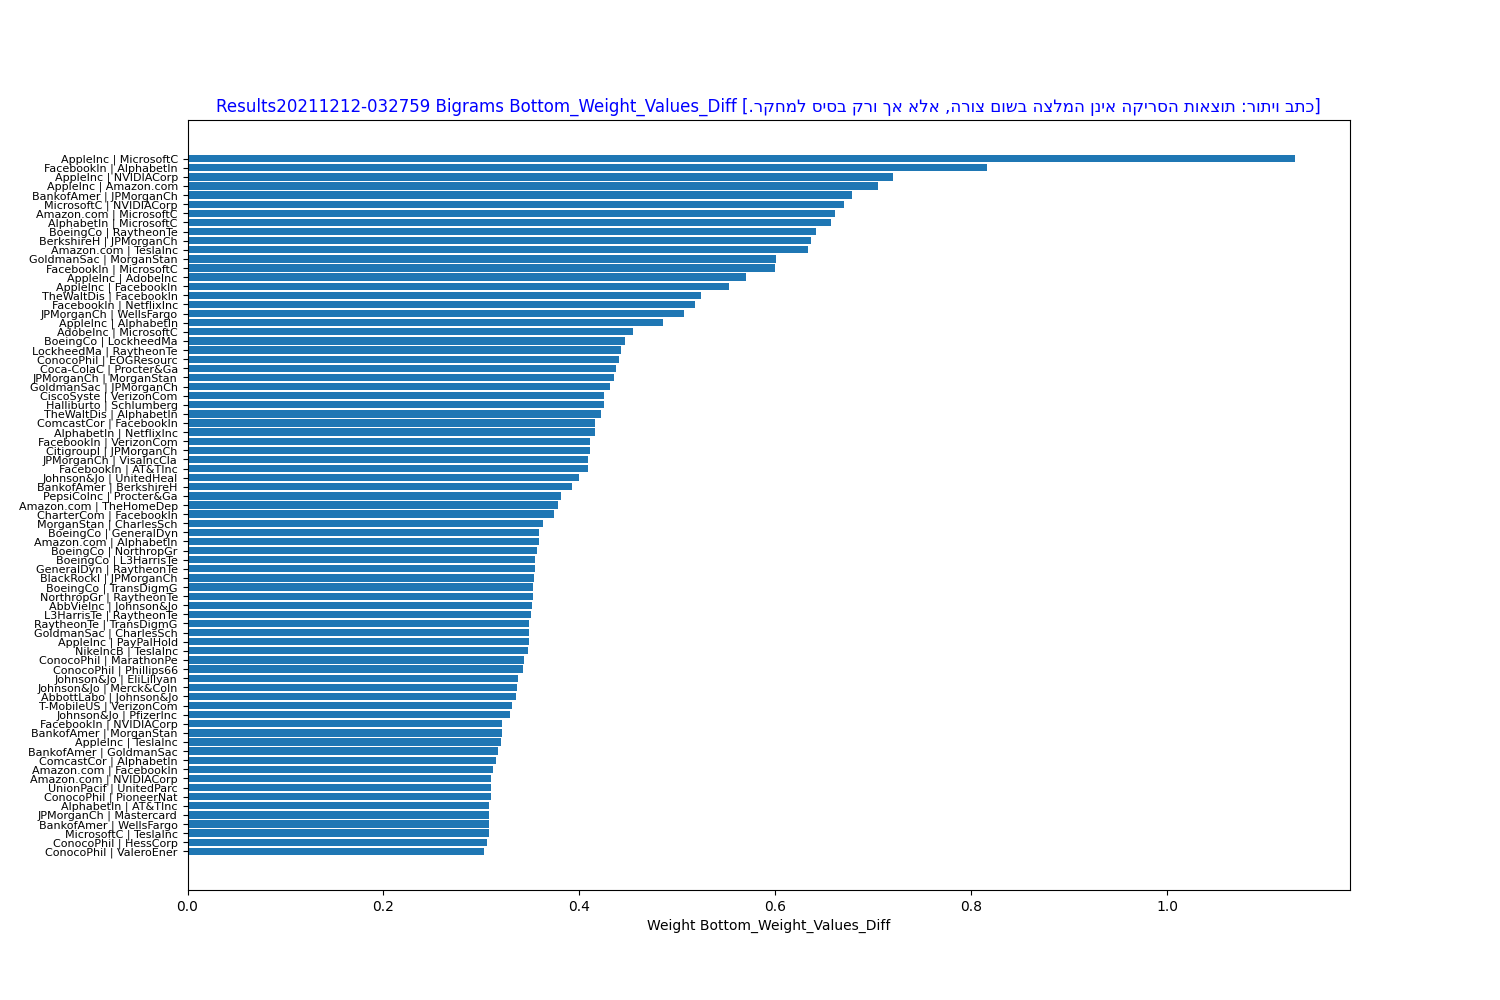 Results20211212-032759 Bigrams Bottom_Weight_Values_Diff [כתב ויתור: תוצאות הסריקה אינן המלצה בשום צורה, אלא אך ורק בסיס למחקר.]
AppleInc | MicrosoftC
FacebookIn | AlphabetIn
AppleInc | NVIDIACorp
AppleInc | Amazon.com
BankofAmer | JPMorganCh
MicrosoftC | NVIDIACorp
Amazon.com | MicrosoftC
AlphabetIn | MicrosoftC
BoeingCo | RaytheonTe
BerkshireH | JPMorganCh
Amazon.com | TeslaInc
GoldmanSac | MorganStan
FacebookIn | MicrosoftC
AppleInc | AdobeInc
AppleInc | FacebookIn
TheWaltDis | FacebookIn
FacebookIn | NetflixInc
JPMorganCh | WellsFargo
AppleInc | AlphabetIn
AdobeInc | MicrosoftC
BoeingCo | LockheedMa
LockheedMa | RaytheonTe
ConocoPhil | EOGResourc
Coca-ColaC | Procter&Ga
JPMorganCh | MorganStan
GoldmanSac | JPMorganCh
CiscoSyste | VerizonCom
Halliburto | Schlumberg
TheWaltDis | AlphabetIn
ComcastCor | FacebookIn
AlphabetIn | NetflixInc
FacebookIn | VerizonCom
CitigroupI | JPMorganCh
JPMorganCh | VisaIncCla
FacebookIn | AT&TInc
Johnson&Jo | UnitedHeal
BankofAmer | BerkshireH
PepsiCoInc | Procter&Ga
Amazon.com | TheHomeDep
CharterCom | FacebookIn
MorganStan | CharlesSch
BoeingCo | GeneralDyn
Amazon.com | AlphabetIn
BoeingCo | NorthropGr
BoeingCo | L3HarrisTe
GeneralDyn | RaytheonTe
BlackRockI | JPMorganCh
BoeingCo | TransDigmG
NorthropGr | RaytheonTe
AbbVieInc | Johnson&Jo
L3HarrisTe | RaytheonTe
RaytheonTe | TransDigmG
GoldmanSac | CharlesSch
AppleInc | PayPalHold
NikeIncB | TeslaInc
ConocoPhil | MarathonPe
ConocoPhil | Phillips66
Johnson&Jo | EliLillyan
Johnson&Jo | Merck&CoIn
AbbottLabo | Johnson&Jo
T-MobileUS | VerizonCom
Johnson&Jo | PfizerInc
FacebookIn | NVIDIACorp
BankofAmer | MorganStan
AppleInc | TeslaInc
BankofAmer | GoldmanSac
ComcastCor | AlphabetIn
Amazon.com | FacebookIn
Amazon.com | NVIDIACorp
UnionPacif | UnitedParc
ConocoPhil | PioneerNat
AlphabetIn | AT&TInc
JPMorganCh | Mastercard
BankofAmer | WellsFargo
MicrosoftC | TeslaInc
ConocoPhil | HessCorp
ConocoPhil | ValeroEner
0.0 0.2 0.4 0.6 0.8 1.0
Weight Bottom_Weight_Values_Diff